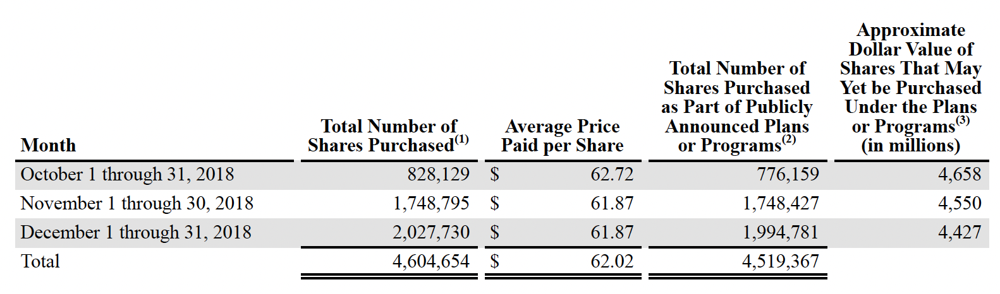 Approximate
Dollar Value of
Total Number of Shares That May
Shares Purchased Yet be Purchased
as Part of Publicly Under the Plans
Total Number of Average Price Announced Plans or Programs(3)
Month Shares Purchased(1) Paid per Share or Programs(2) (in millions)
October 1 through 31, 2018 828,129 $ 62.72 776,159 4,658
November 1 through 30, 2018 1,748,795 $ 61.87 1,748,427 4,550
December 1 through 31, 2018 2,027,730 $ 61.87 1,994,781 4,427
Total 4,604,654 $ 62.02 4,519,367